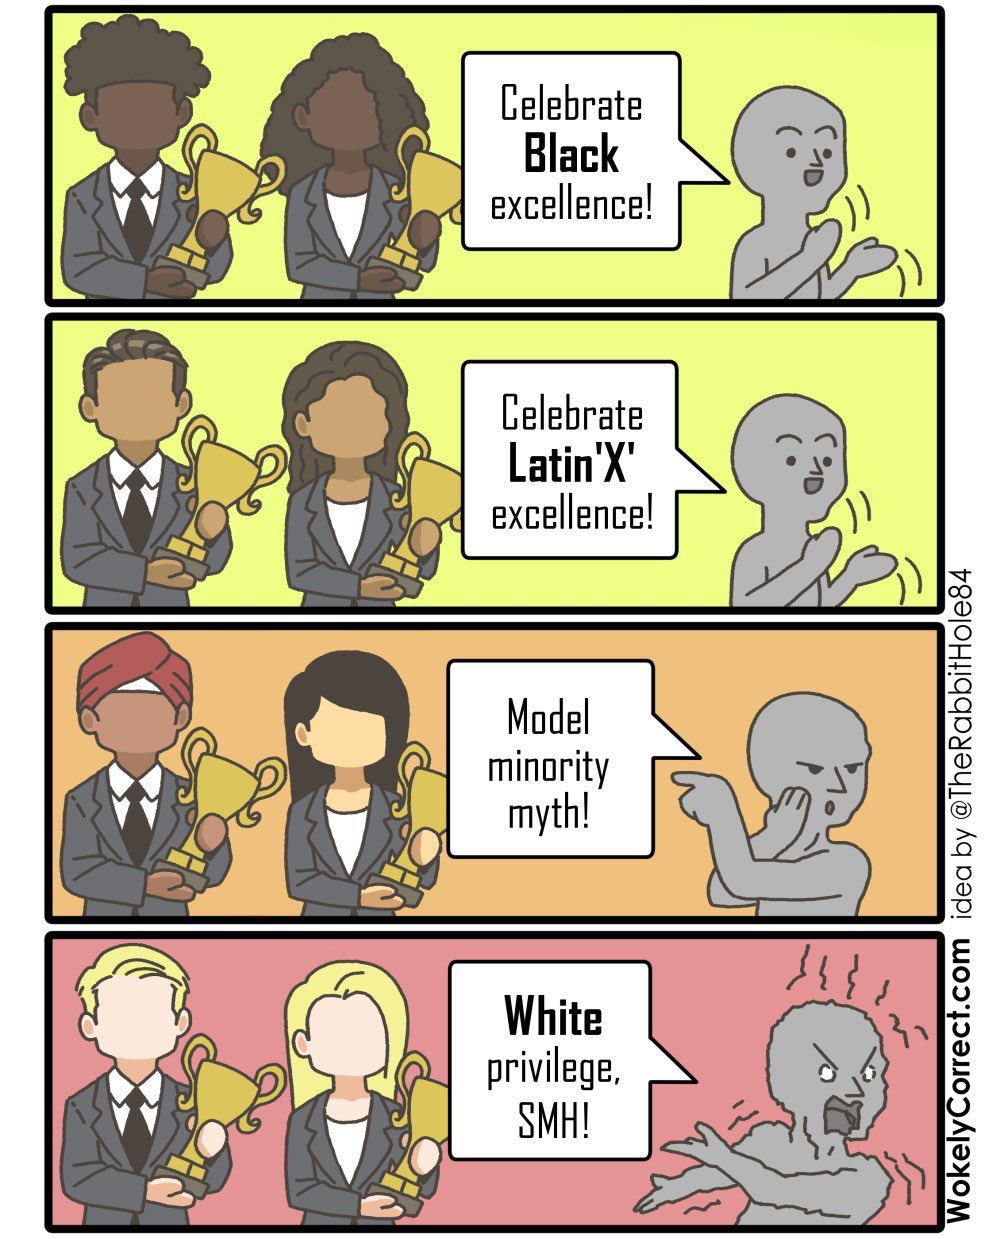 Celebrate
Black
excellence!
Celebrate
Latin'X'
excellence!
Model
minority
myth!
White
privilege,
SMH!
idea by @TheRabbitHole84
WokelyCorrect.com